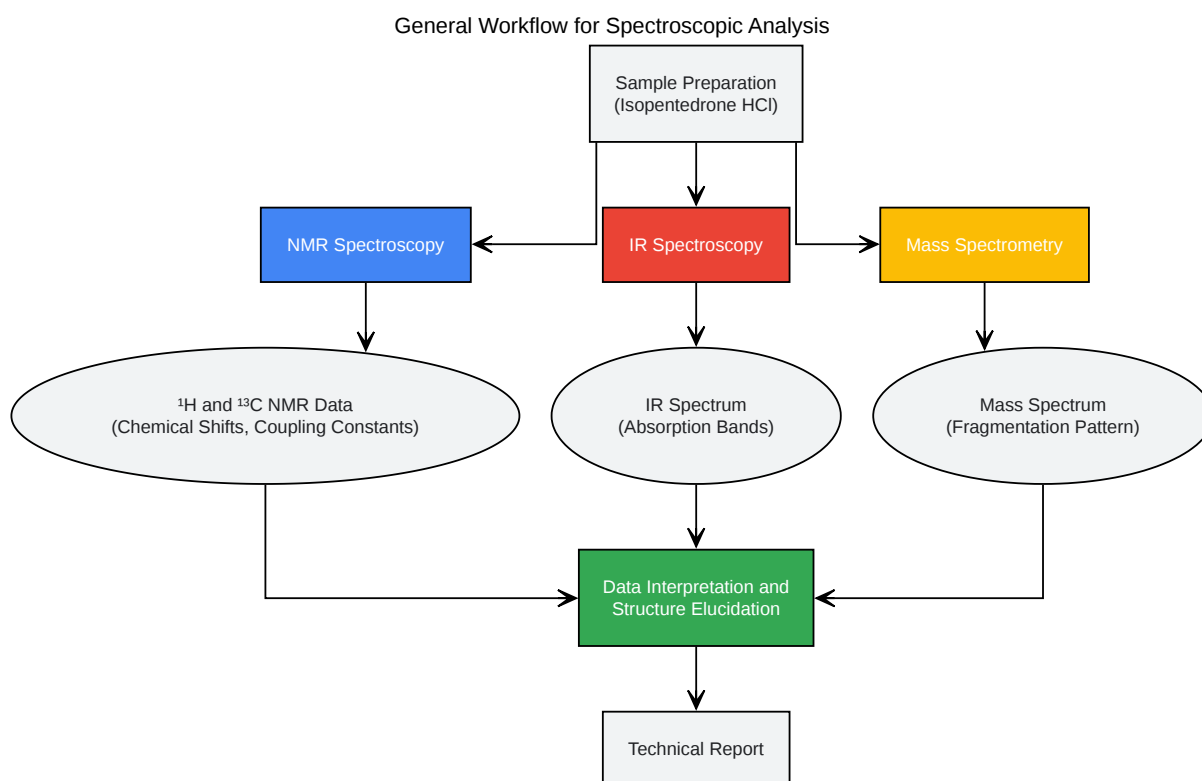 General Workflow for Spectroscopic Analysis
Sample Preparation
(Isopentedrone HCl)
NMR Spectroscopy
IR Spectroscopy
Mass Spectrometry
¹H and ¹³C NMR Data
(Chemical Shifts, Coupling Constants)
IR Spectrum
(Absorption Bands)
Mass Spectrum
(Fragmentation Pattern)
Data Interpretation and
Structure Elucidation
Technical Report